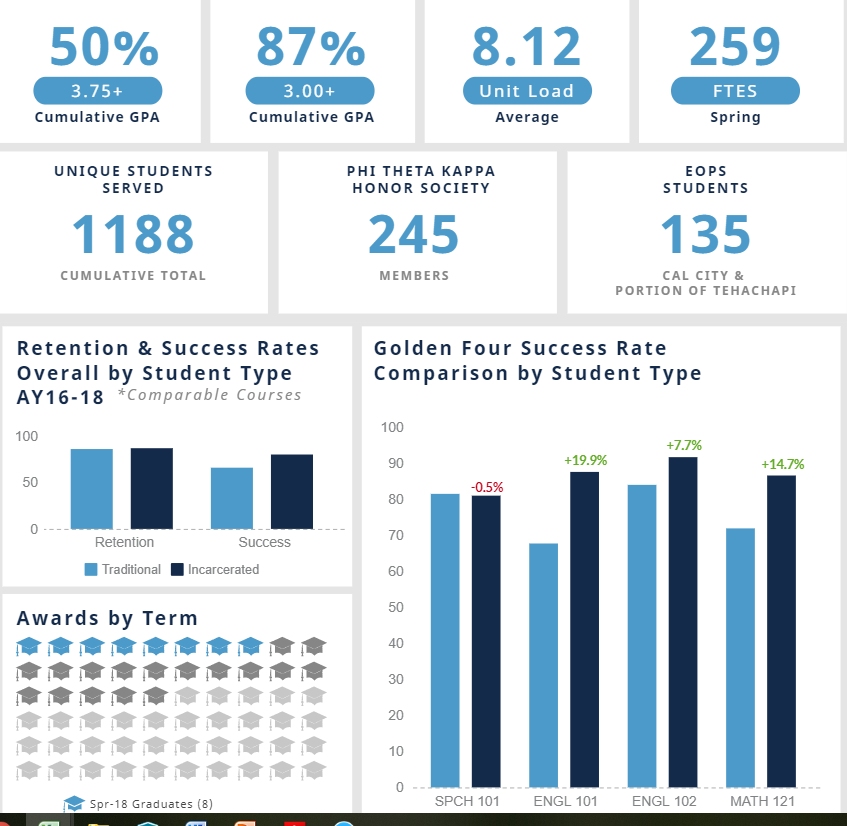 50%
3.75+
Cumulative GPA
87%
3.00+
Cumulative GPA
8.12
Unit Load
Average
259
FTES
Spring
UNIQUE STUDENTS
SERVED
1188
CUMULATIVE TOTAL
PHI THETA KAPPA
HONOR SOCIETY
245
MEMBERS
EOPS
STUDENTS
135
CAL CITY &
PORTION OF TEHACHAPI
Retention & Success Rates
Overall by Student Type
AY16-18 *Comparable Courses
100
50
0
Retention Success
Traditional Incarcerated
Awards by Term
Spr-18 Graduates (8)
Golden Four Success Rate
Comparison by Student Type
100
90
80
70
60
50
40
30
20
10
0
-0.5%
+19.9%
+7.7%
+14.7%
SPCH 101 ENGL 101 ENGL 102 MATH 121